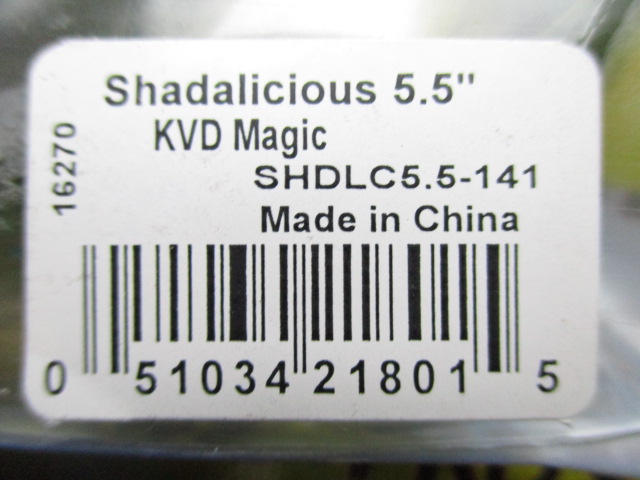 Shadalicious 5.5"
KVD Magic
16270
SHDLC5.5-141
Made in China
0 51034 21801 5